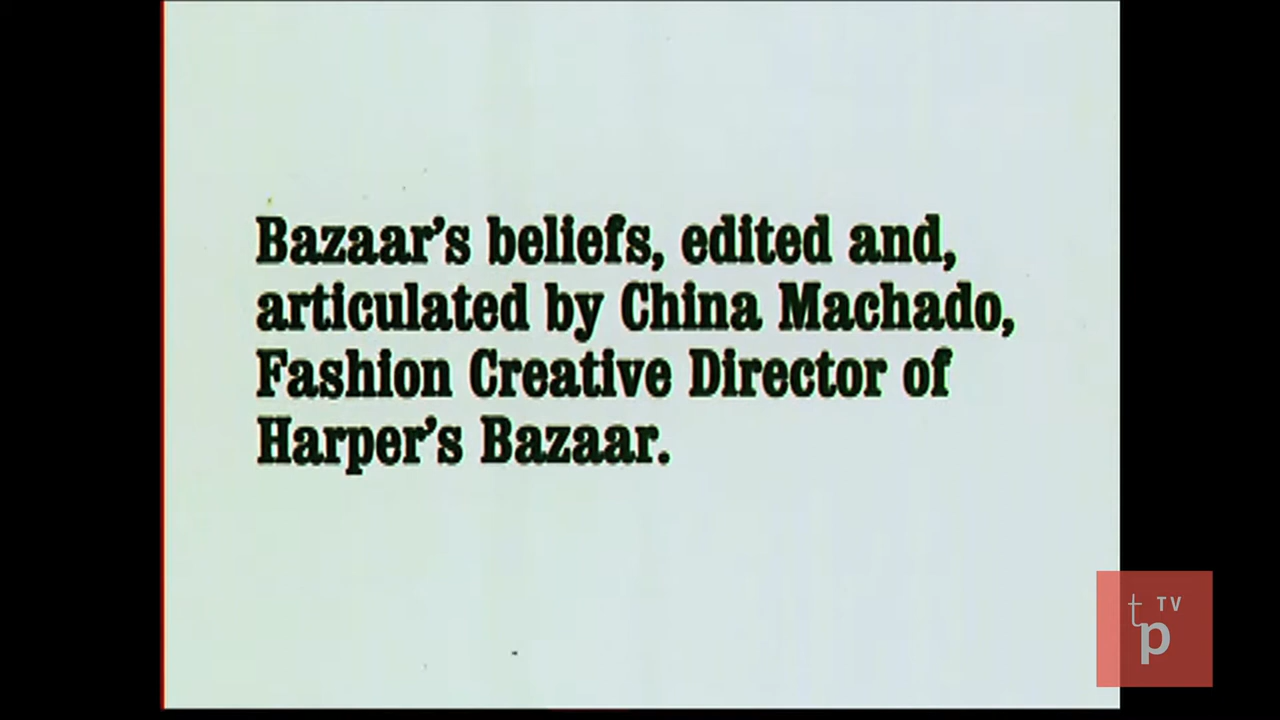 Bazaar’s beliefs, edited and,
articulated by China Machado,
Fashion Creative Director of
Harper’s Bazaar.
tp TV